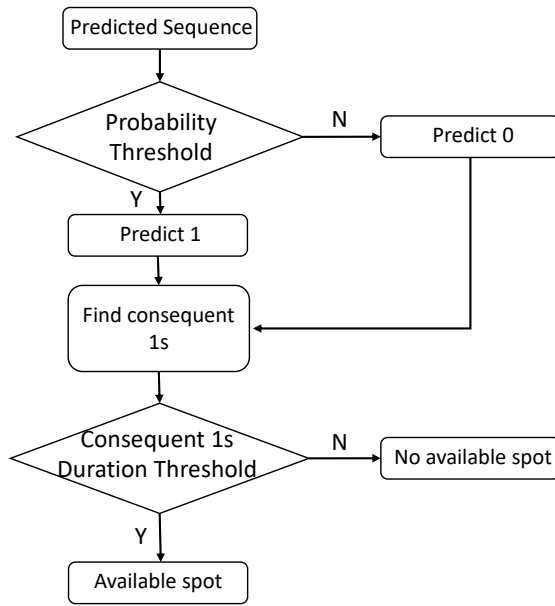 Predicted Sequence
Probability
Threshold
N
Predict 0
Y
Predict 1
Find consequent
1s
Consequent 1s
Duration Threshold
N
No available spot
Y
Available spot